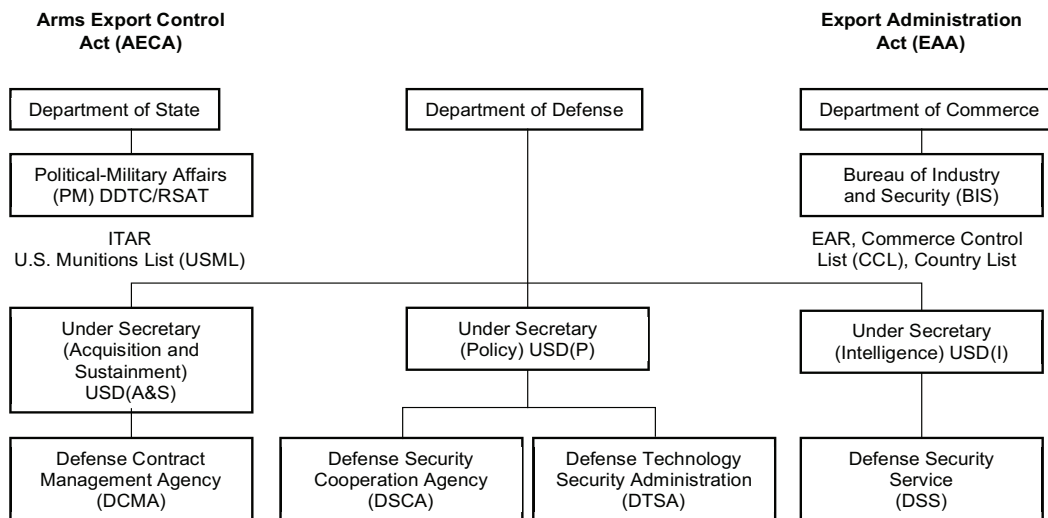 Arms Export Control
Act (AECA)
Export Administration
Act (EAA)
Department of State
Department of Defense
Department of Commerce
Political-Military Affairs
(PM) DDTC/RSAT
Bureau of Industry
and Security (BIS)
ITAR
U.S. Munitions List (USML)
EAR, Commerce Control
List (CCL), Country List
Under Secretary
(Acquisition and
Sustainment)
USD(A&S)
Under Secretary
(Policy) USD(P)
Under Secretary
(Intelligence) USD(I)
Defense Contract
Management Agency
(DCMA)
Defense Security
Cooperation Agency
(DSCA)
Defense Technology
Security Administration
(DTSA)
Defense Security
Service
(DSS)